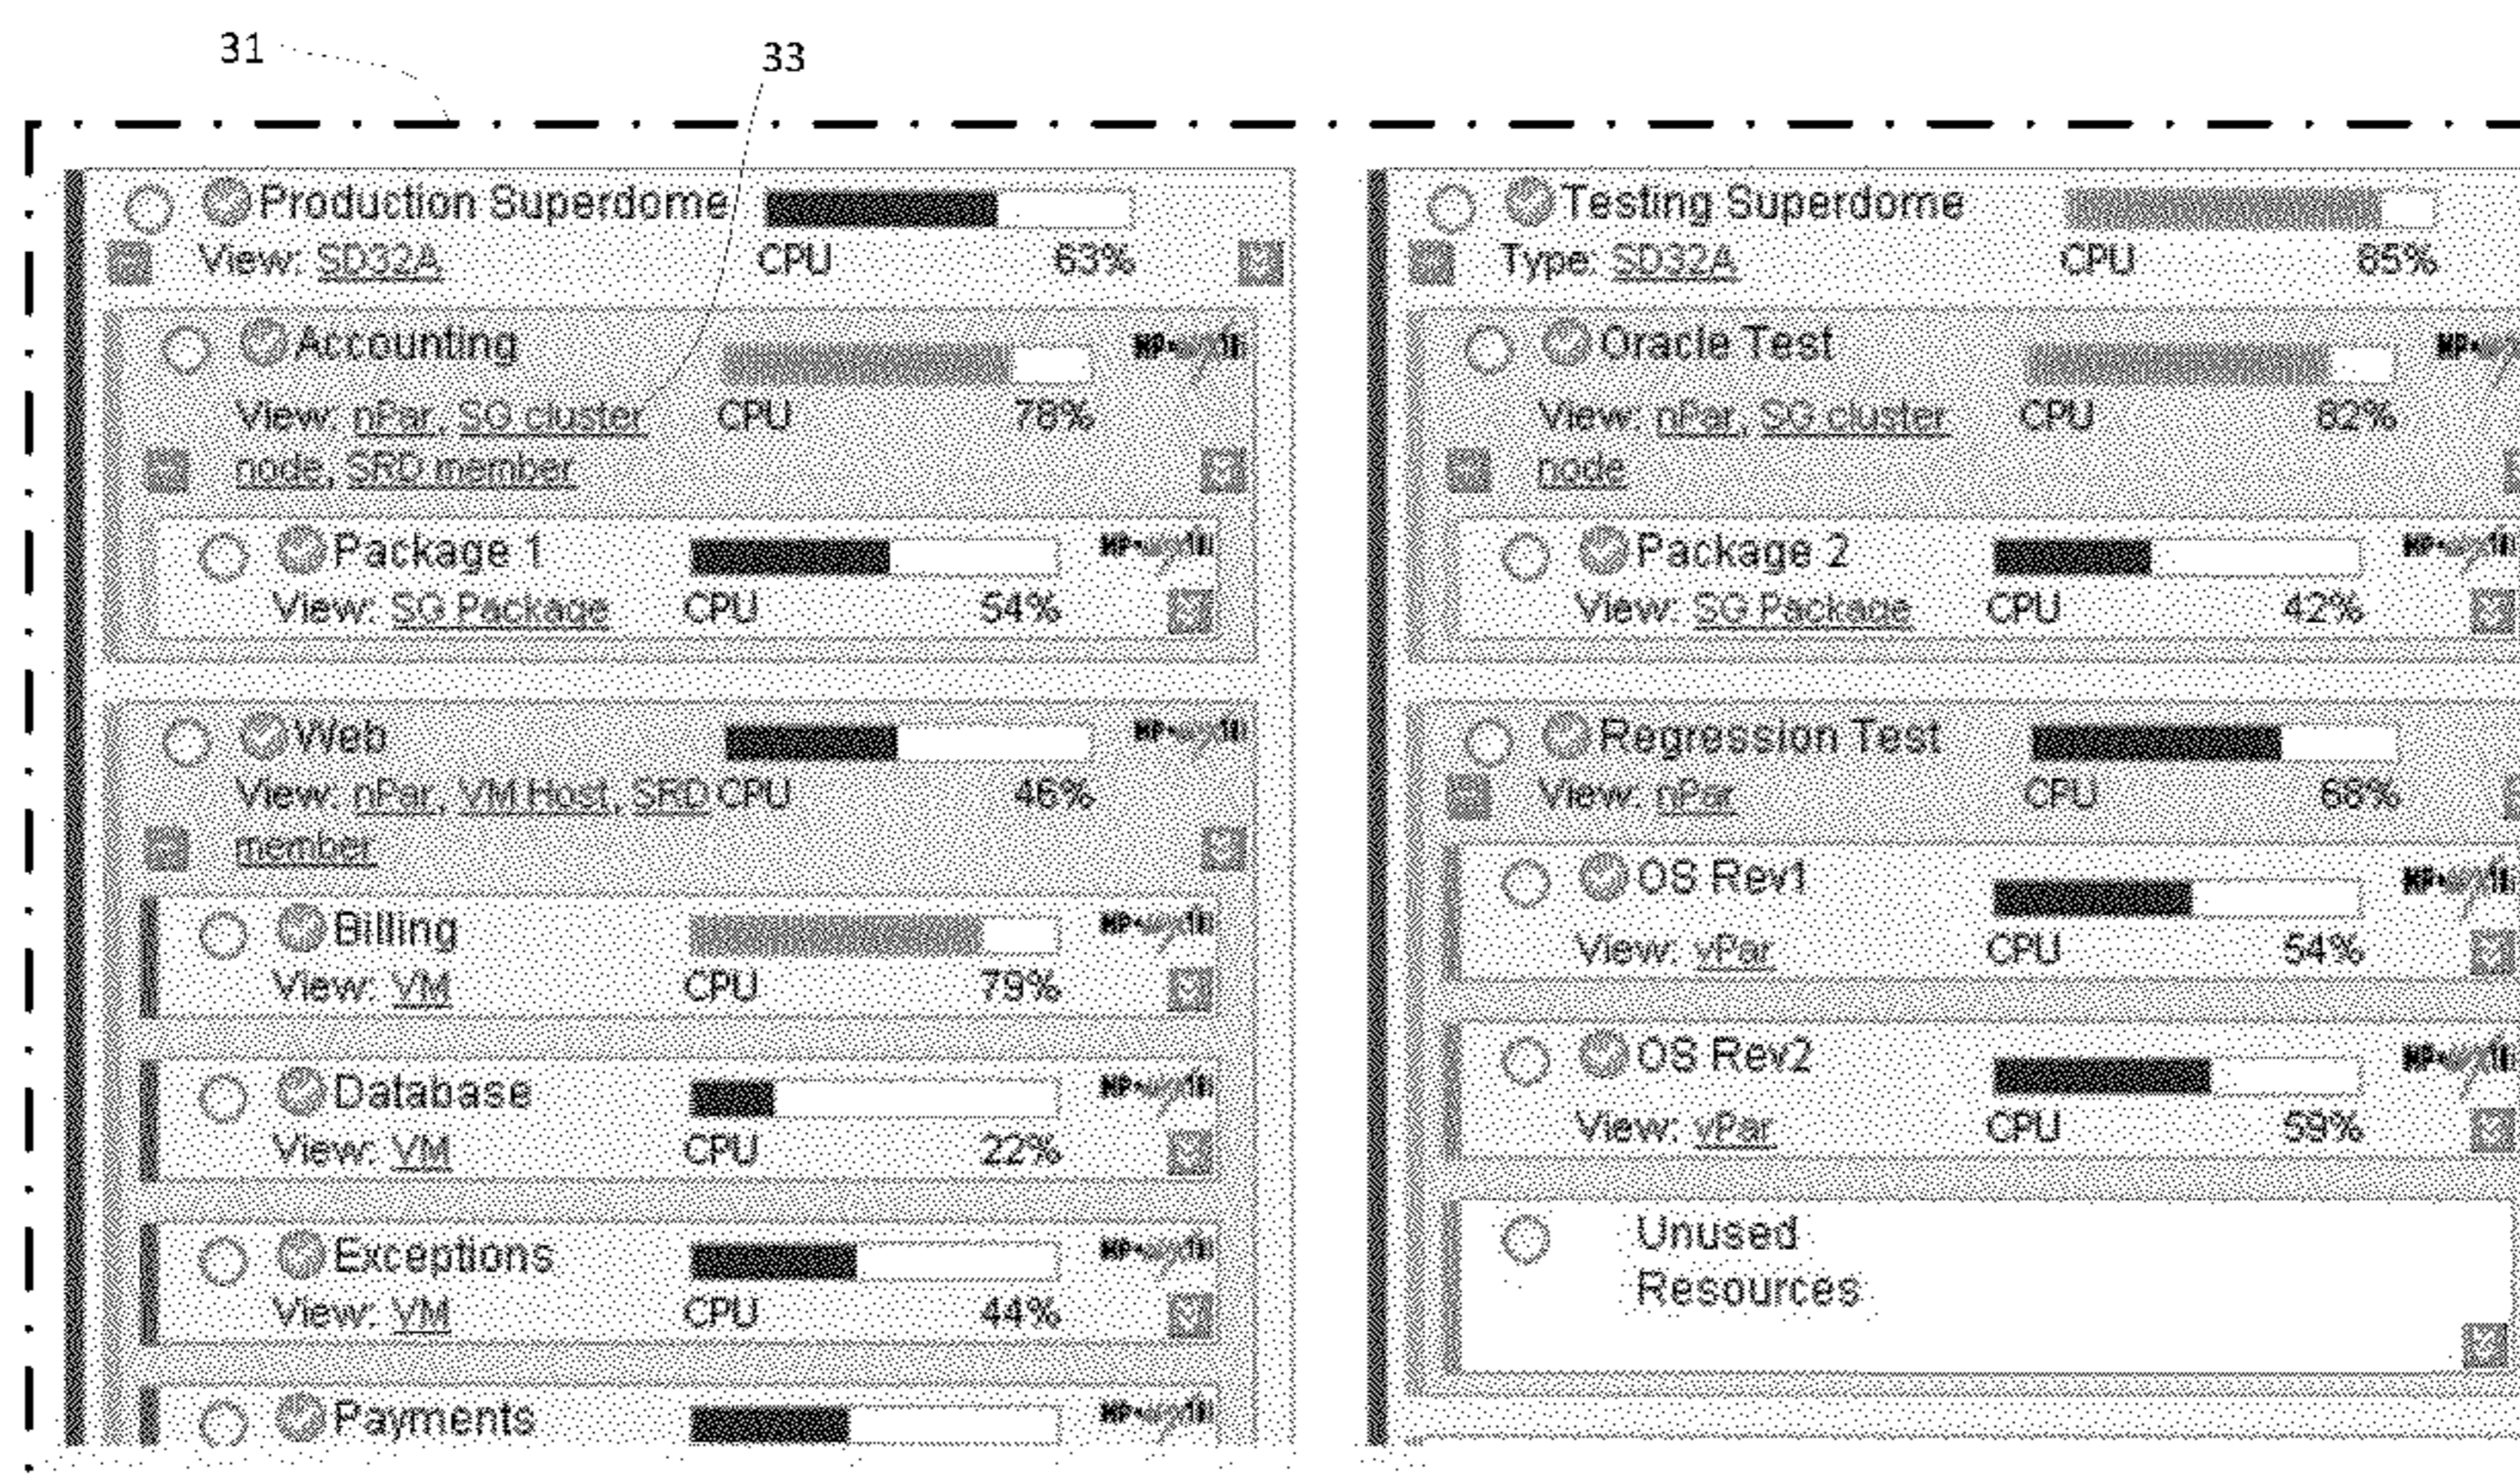 31
33
Production Superdome
View: SD32A
CPU 63%
Accounting
View: nPar, SG cluster
node, SRD member
CPU 78%
Package 1
View: SG Package
CPU 54%
Web
View: nPar, VM Host, SRD
member
CPU 46%
Billing
View: VM
CPU 79%
Database
View: VM
CPU 22%
Exceptions
View: VM
CPU 44%
Payments
Testing Superdome
Type: SD32A
CPU 85%
Oracle Test
View: nPar, SG cluster
node
CPU 82%
Package 2
View: SG Package
CPU 42%
Regression Test
View: nPar
CPU 68%
OS Rev1
View: vPar
CPU 54%
OS Rev2
View: vPar
CPU 59%
Unused
Resources